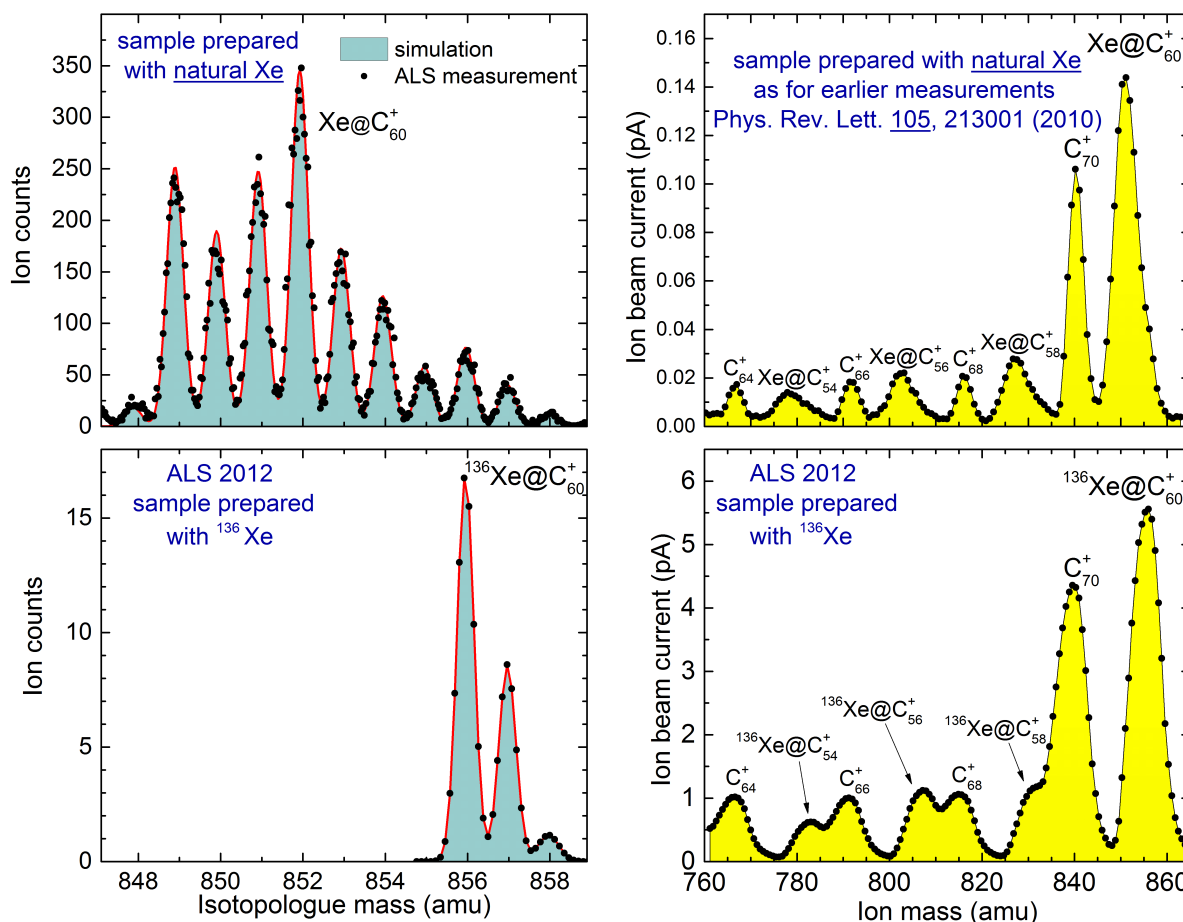 sample prepared
with natural Xe
simulation
ALS measurement
Xe@C₆₀⁺
Ion counts
350
300
250
200
150
100
50
0
sample prepared with natural Xe
as for earlier measurements
Phys. Rev. Lett. 105, 213001 (2010)
Xe@C₆₀⁺
C₇₀⁺
C₆₄⁺
Xe@C₅₄⁺
C₆₆⁺
Xe@C₅₆⁺
C₆₈⁺
Xe@C₅₈⁺
Ion beam current (pA)
0.16
0.14
0.12
0.10
0.08
0.06
0.04
0.02
0.00
ALS 2012
sample prepared
with ¹³⁶Xe
¹³⁶Xe@C₆₀⁺
Ion counts
15
10
5
0
848 850 852 854 856 858
Isotopologue mass (amu)
ALS 2012
sample prepared
with ¹³⁶Xe
¹³⁶Xe@C₆₀⁺
C₇₀⁺
¹³⁶Xe@C₅₆⁺
¹³⁶Xe@C₅₈⁺
¹³⁶Xe@C₅₄⁺
C₆₄⁺
C₆₆⁺
C₆₈⁺
Ion beam current (pA)
6
5
4
3
2
1
0
760 780 800 820 840 860
Ion mass (amu)